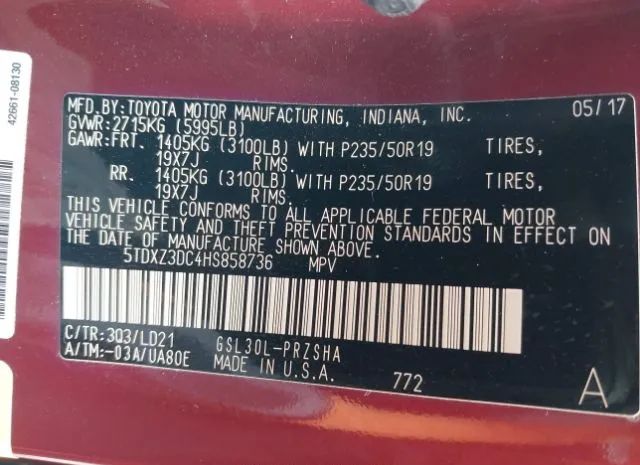 42661-08130
MFD.BY:TOYOTA MOTOR MANUFACTURING, INDIANA, INC. 05/17
GVWR:2715KG (5995LB)
GAWR:FRT. 1405KG (3100LB) WITH P235/50R19 TIRES,
19X7J RIMS.
RR. 1405KG (3100LB) WITH P235/50R19 TIRES,
19X7J RIMS.
THIS VEHICLE CONFORMS TO ALL APPLICABLE FEDERAL MOTOR
VEHICLE SAFETY AND THEFT PREVENTION STANDARDS IN EFFECT ON
THE DATE OF MANUFACTURE SHOWN ABOVE.
5TDXZ3DC4HS858736 MPV
C/TR:3Q3/LD21 GSL30L-PRZSHA
A/TM:-03A/UA80E MADE IN U.S.A. 772 A